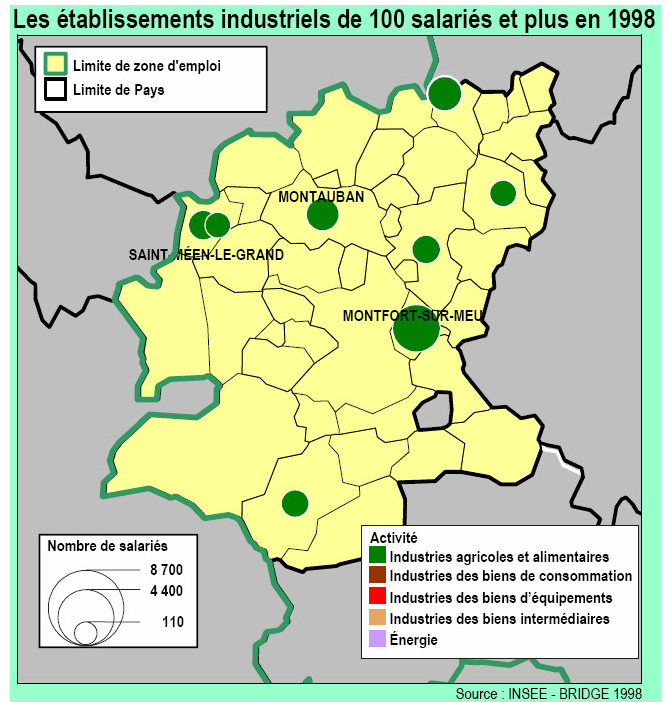 Les établissements industriels de 100 salariés et plus en 1998
Limite de zone d'emploi
Limite de Pays
MONTAUBAN
SAINT-MÉEN-LE-GRAND
MONTFORT-SUR-MEU
Nombre de salariés
8 700
4 400
110
Activité
Industries agricoles et alimentaires
Industries des biens de consommation
Industries des biens d'équipements
Industries des biens intermédiaires
Énergie
Source : INSEE - BRIDGE 1998